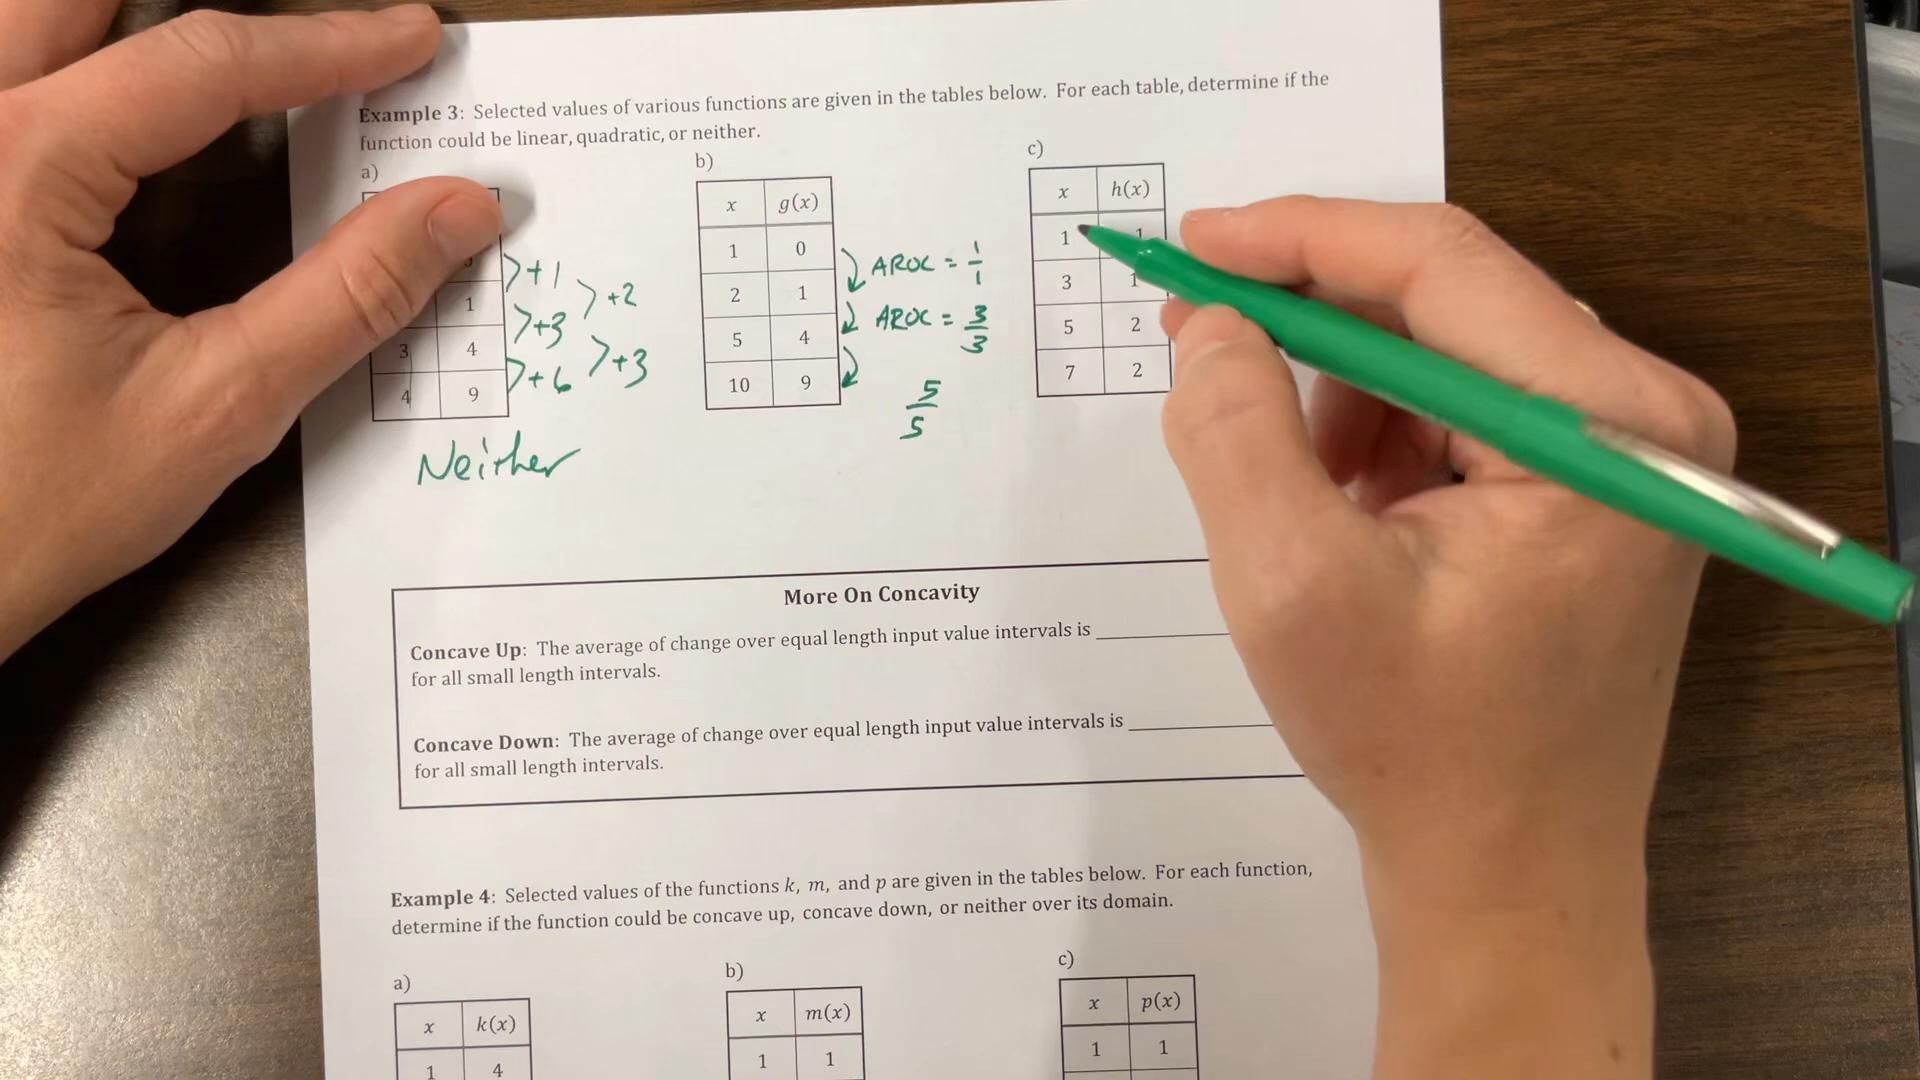 Example 3: Selected values of various functions are given in the tables below. For each table, determine if the
function could be linear, quadratic, or neither.
a)
1
3 4
4 9
>+1
>+3
>+6
>+2
>+3
Neither
b)
x g(x)
1 0
2 1
5 4
10 9
AROC = 1/1
AROC = 3/3
5/5
c)
x h(x)
1
3 1
5 2
7 2
More On Concavity
Concave Up: The average of change over equal length input value intervals is ____________
for all small length intervals.
Concave Down: The average of change over equal length input value intervals is ____________
for all small length intervals.
Example 4: Selected values of the functions k, m, and p are given in the tables below. For each function,
determine if the function could be concave up, concave down, or neither over its domain.
a)
x k(x)
1 4
b)
x m(x)
1 1
c)
x p(x)
1 1